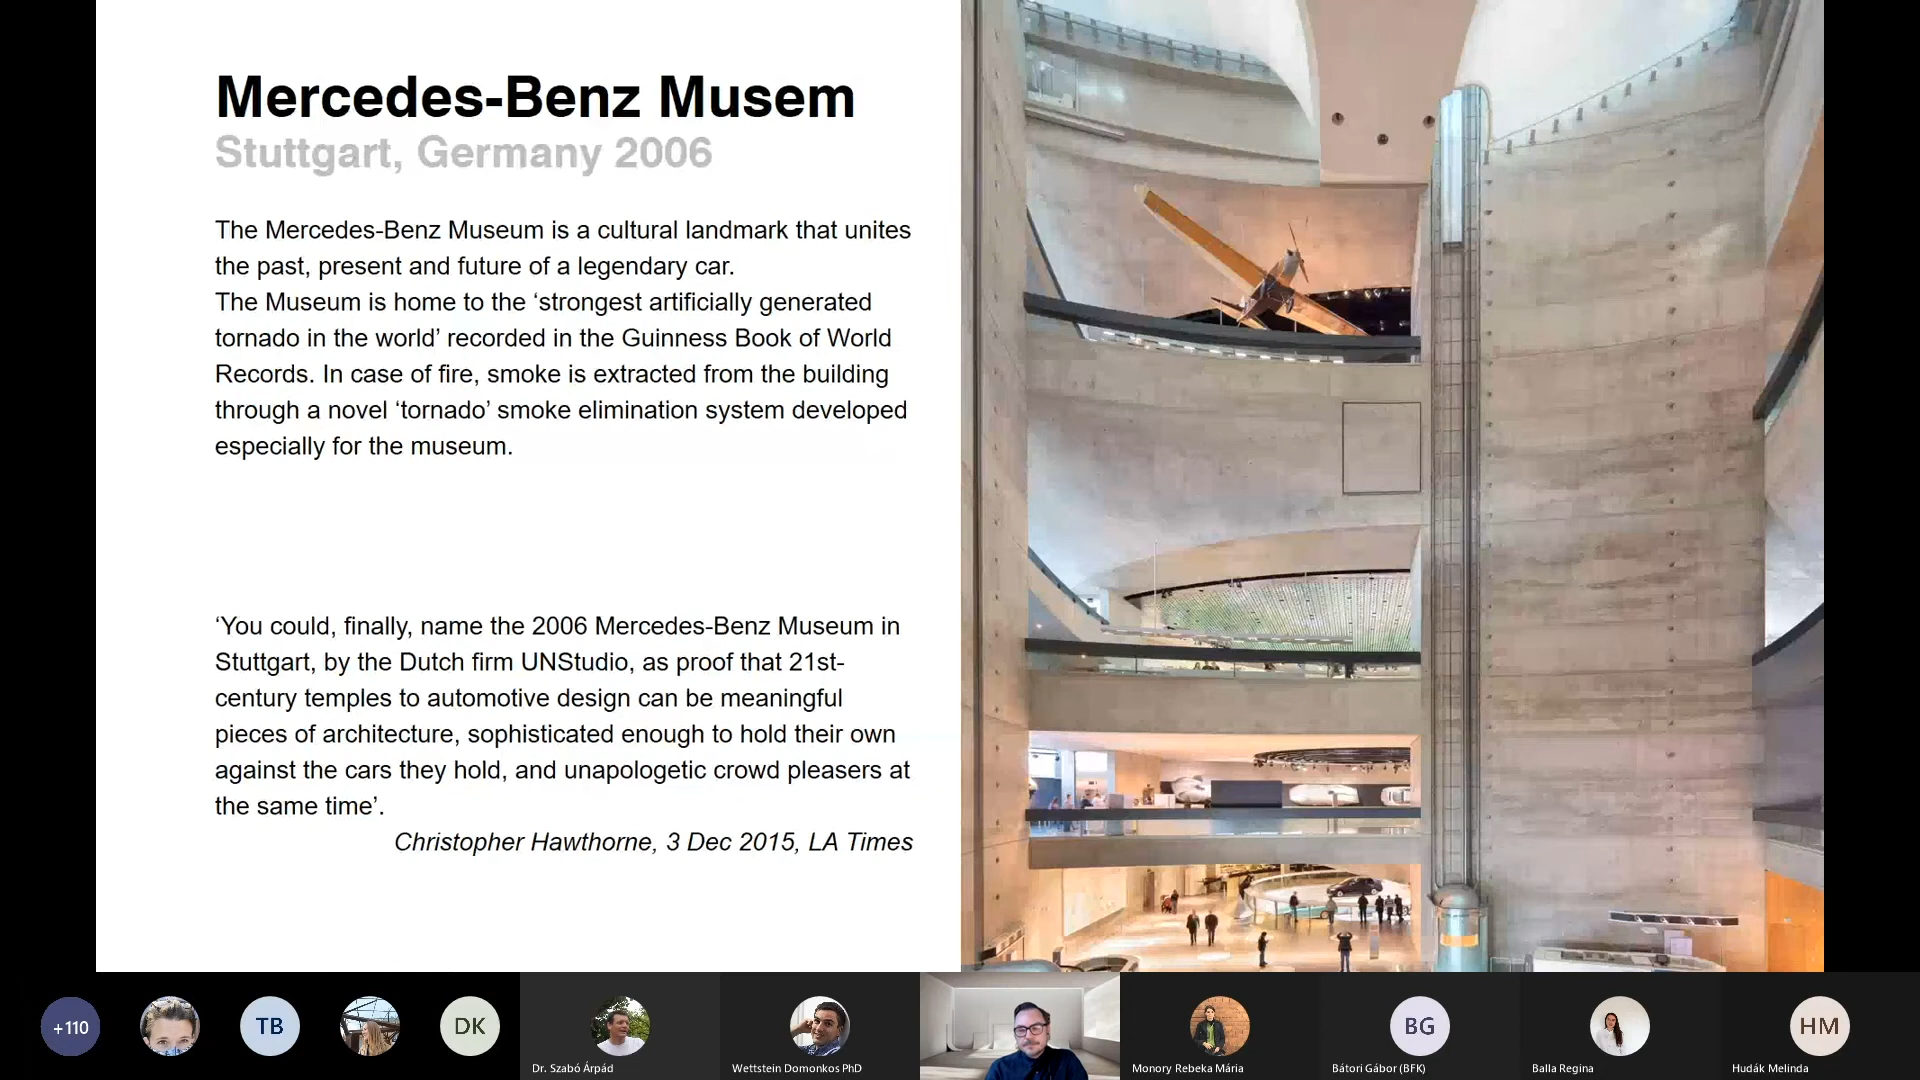 Mercedes-Benz Musem
Stuttgart, Germany 2006
The Mercedes-Benz Museum is a cultural landmark that unites
the past, present and future of a legendary car.
The Museum is home to the ‘strongest artificially generated
tornado in the world’ recorded in the Guinness Book of World
Records. In case of fire, smoke is extracted from the building
through a novel ‘tornado’ smoke elimination system developed
especially for the museum.
‘You could, finally, name the 2006 Mercedes-Benz Museum in
Stuttgart, by the Dutch firm UNStudio, as proof that 21st-
century temples to automotive design can be meaningful
pieces of architecture, sophisticated enough to hold their own
against the cars they hold, and unapologetic crowd pleasers at
the same time’.
Christopher Hawthorne, 3 Dec 2015, LA Times
+110
TB
DK
BG
HM
Dr. Szabó Árpád
Wettstein Domonkos PhD
Monory Rebeka Mária
Bátori Gábor (BFK)
Balla Regina
Hudák Melinda